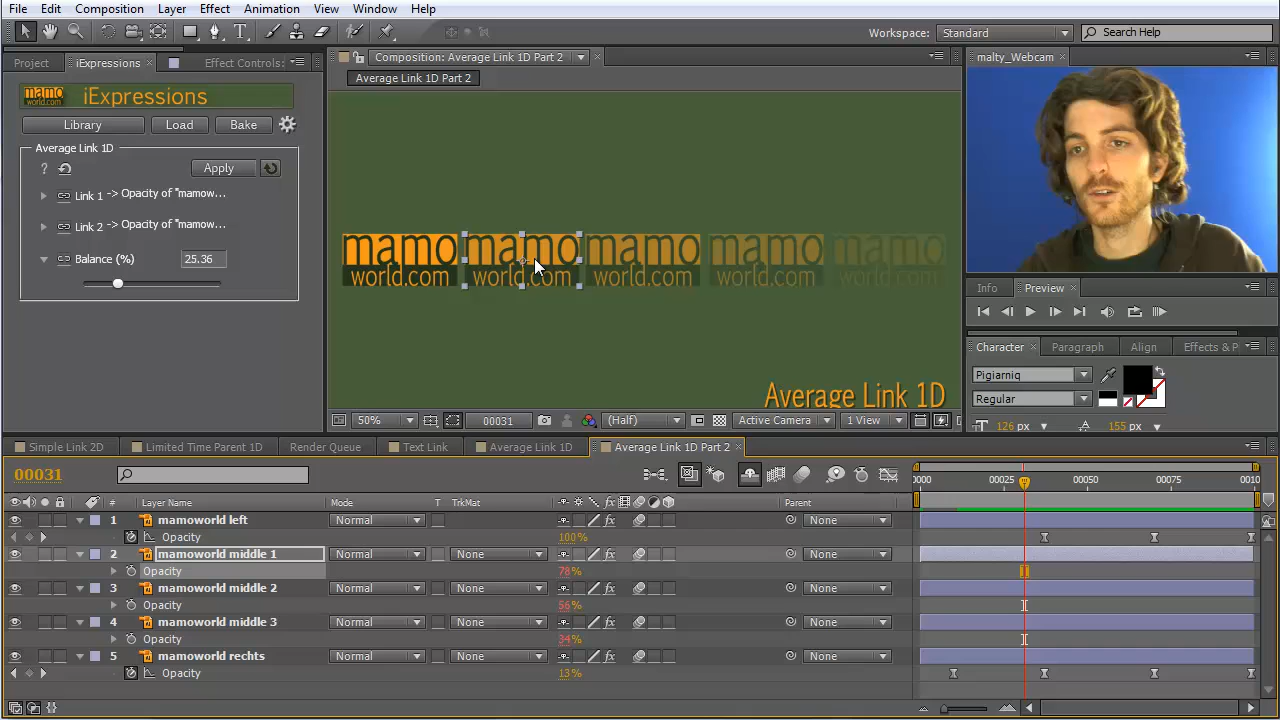 File Edit Composition Layer Effect Animation View Window Help
Workspace: Standard Search Help
Project iExpressions Effect Controls:
Composition: Average Link 1D Part 2
malty_Webcam
Average Link 1D Part 2
mamo world.com iExpressions
Library Load Bake
Average Link 1D
? Apply
Link 1 -> Opacity of "mamow...
Link 2 -> Opacity of "mamow...
Balance (%) 25.36
mamo mamo mamo mamo mamo
world.com world.com world.com world.com world.com
Average Link 1D
50% 00031 (Half) Active Camera 1 View
Info Preview
Character Paragraph Align Effects & P
Pigiarniq
Regular
126 px 155 px
Simple Link 2D Limited Time Parent 1D Render Queue Text Link Average Link 1D Average Link 1D Part 2
00031
0000 00025 00050 00075 0010
# Layer Name Mode T TrkMat Parent
1 mamoworld left Normal None
Opacity 100%
2 mamoworld middle 1 Normal None None
Opacity 78%
3 mamoworld middle 2 Normal None None
Opacity 56%
4 mamoworld middle 3 Normal None None
Opacity 34%
5 mamoworld rechts Normal None None
Opacity 13%